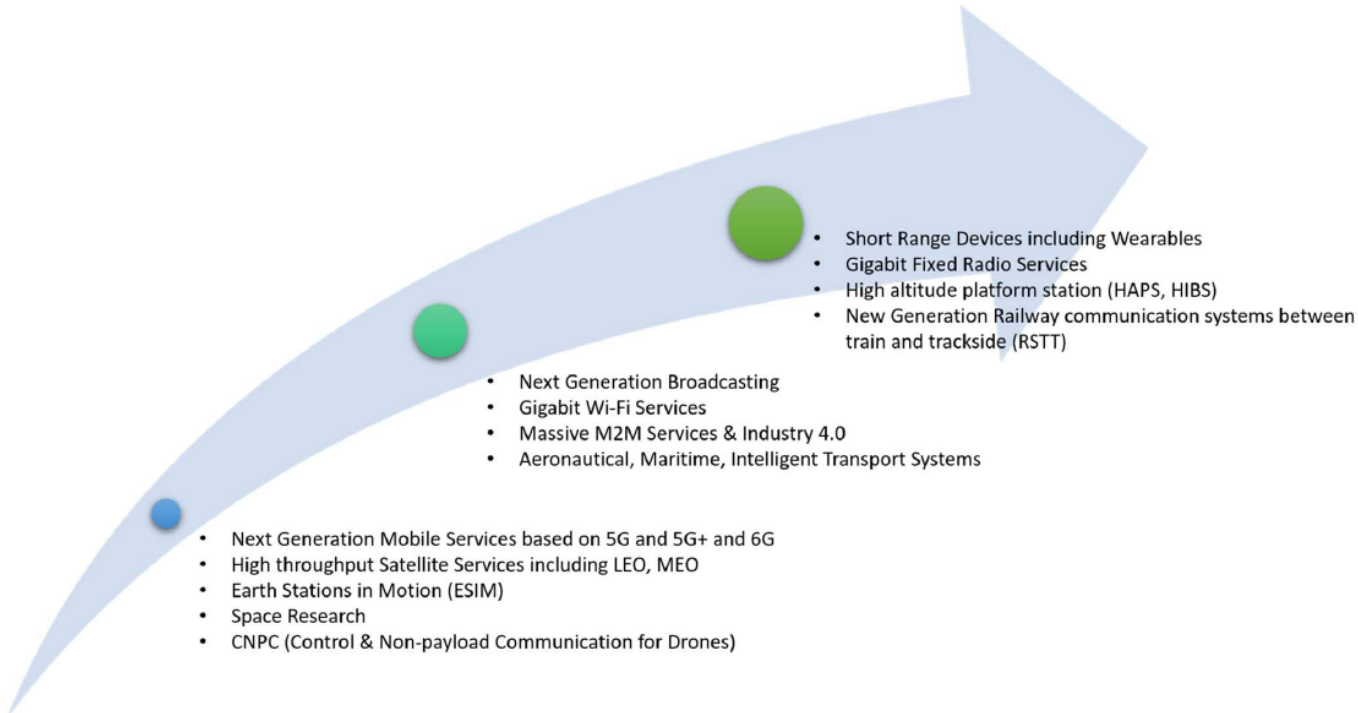 • Short Range Devices including Wearables
• Gigabit Fixed Radio Services
• High altitude platform station (HAPS, HIBS)
• New Generation Railway communication systems between
train and trackside (RSTT)
• Next Generation Broadcasting
• Gigabit Wi-Fi Services
• Massive M2M Services & Industry 4.0
• Aeronautical, Maritime, Intelligent Transport Systems
• Next Generation Mobile Services based on 5G and 5G+ and 6G
• High throughput Satellite Services including LEO, MEO
• Earth Stations in Motion (ESIM)
• Space Research
• CNPC (Control & Non-payload Communication for Drones)